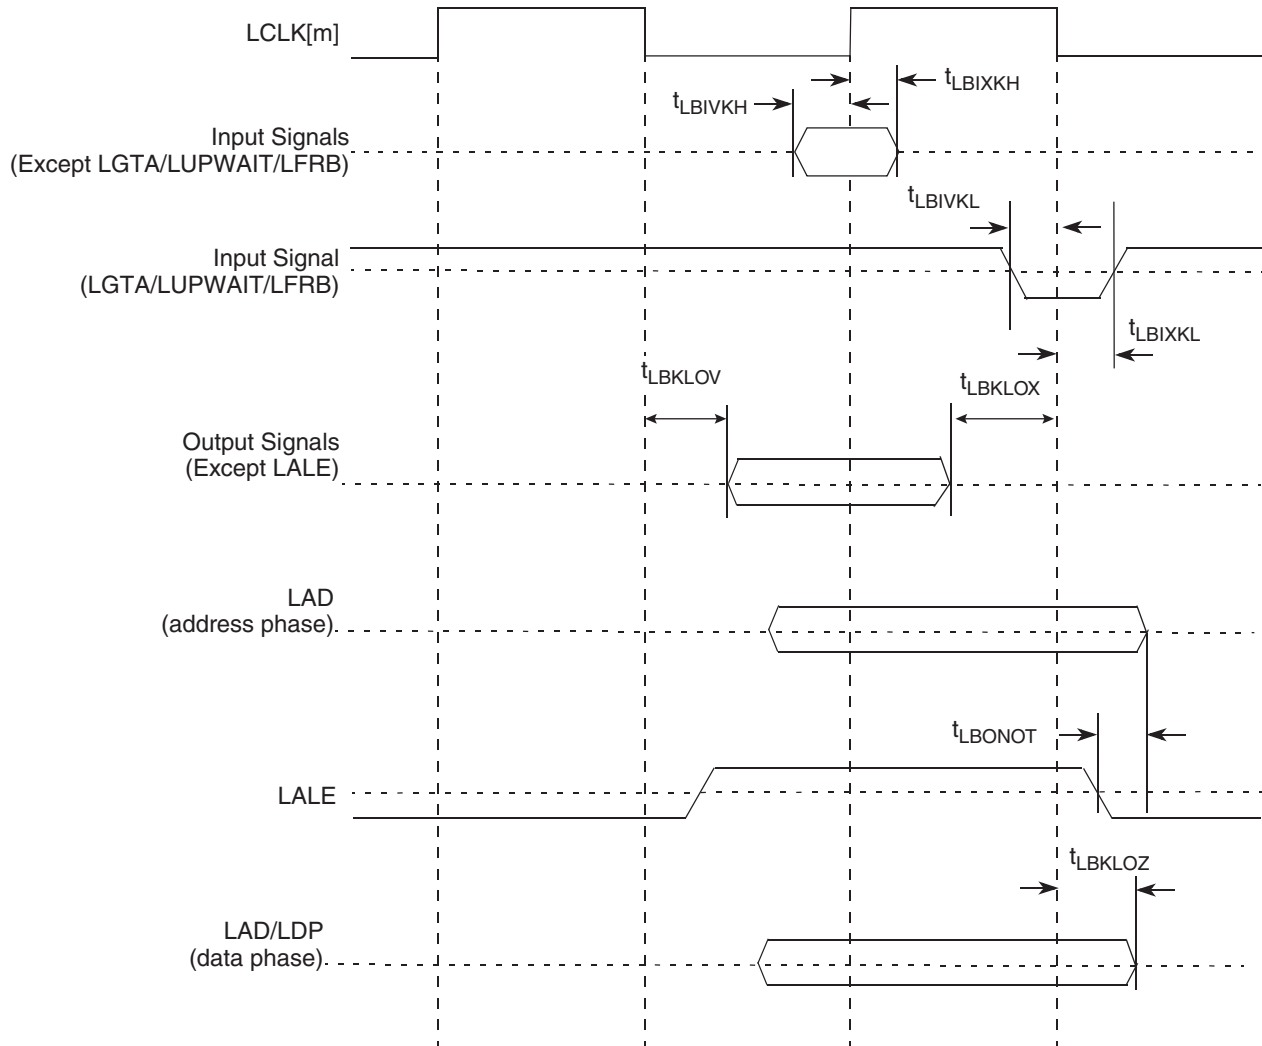 LCLK[m]
tLBIXKH
tLBIVKH
Input Signals
(Except LGTA/LUPWAIT/LFRB)
tLBIVKL
Input Signal
(LGTA/LUPWAIT/LFRB)
tLBIXKL
tLBKLOV
tLBKLOX
Output Signals
(Except LALE)
LAD
(address phase)
tLBONOT
LALE
tLBKLOZ
LAD/LDP
(data phase)